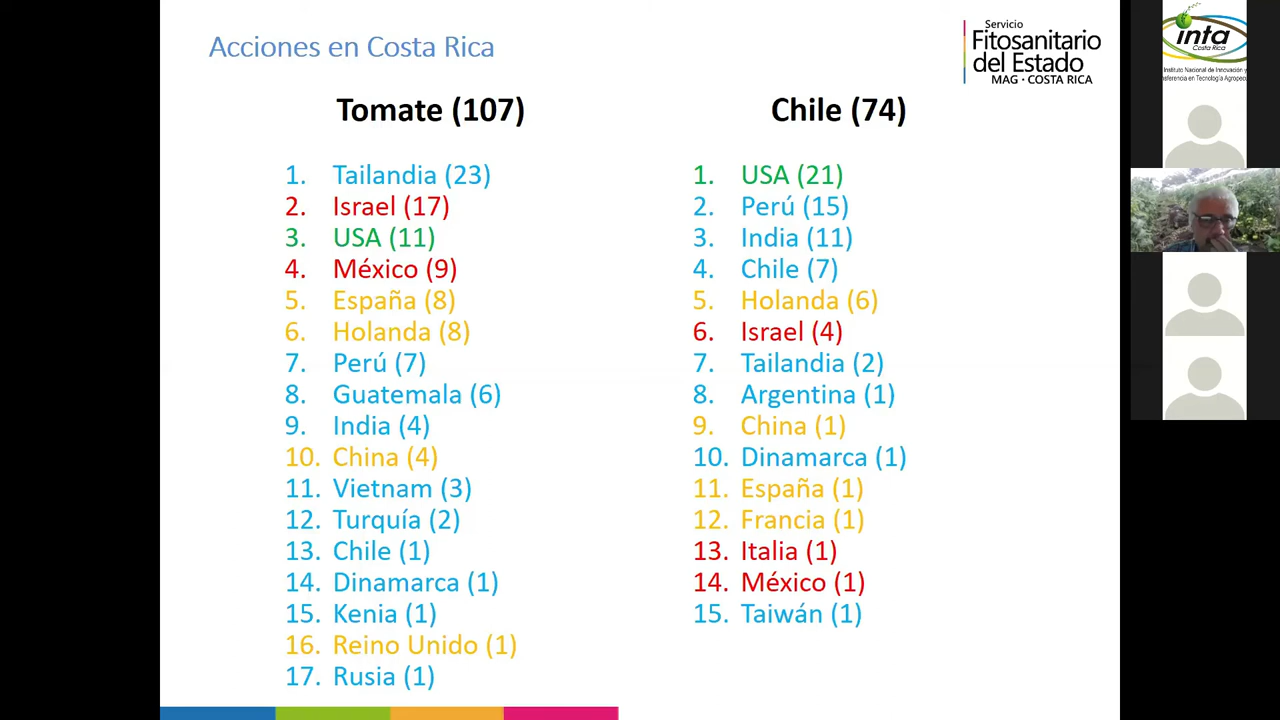 Acciones en Costa Rica
Servicio
Fitosanitario
del Estado
MAG · COSTA RICA
Tomate (107)
1. Tailandia (23)
2. Israel (17)
3. USA (11)
4. México (9)
5. España (8)
6. Holanda (8)
7. Perú (7)
8. Guatemala (6)
9. India (4)
10. China (4)
11. Vietnam (3)
12. Turquía (2)
13. Chile (1)
14. Dinamarca (1)
15. Kenia (1)
16. Reino Unido (1)
17. Rusia (1)
Chile (74)
1. USA (21)
2. Perú (15)
3. India (11)
4. Chile (7)
5. Holanda (6)
6. Israel (4)
7. Tailandia (2)
8. Argentina (1)
9. China (1)
10. Dinamarca (1)
11. España (1)
12. Francia (1)
13. Italia (1)
14. México (1)
15. Taiwán (1)
inta
Costa Rica
Instituto Nacional de Innovación y
en Tecnología